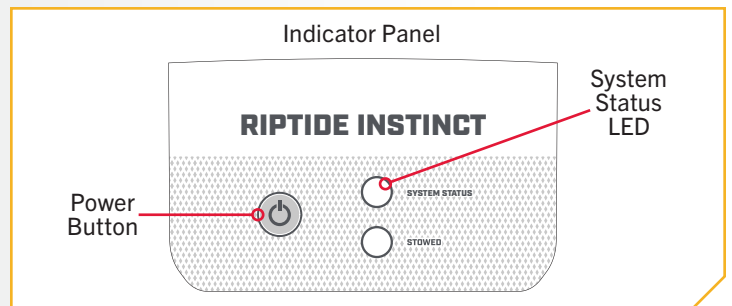 Indicator Panel
System
Status
LED
RIPTIDE INSTINCT
SYSTEM STATUS
Power
Button
STOWED